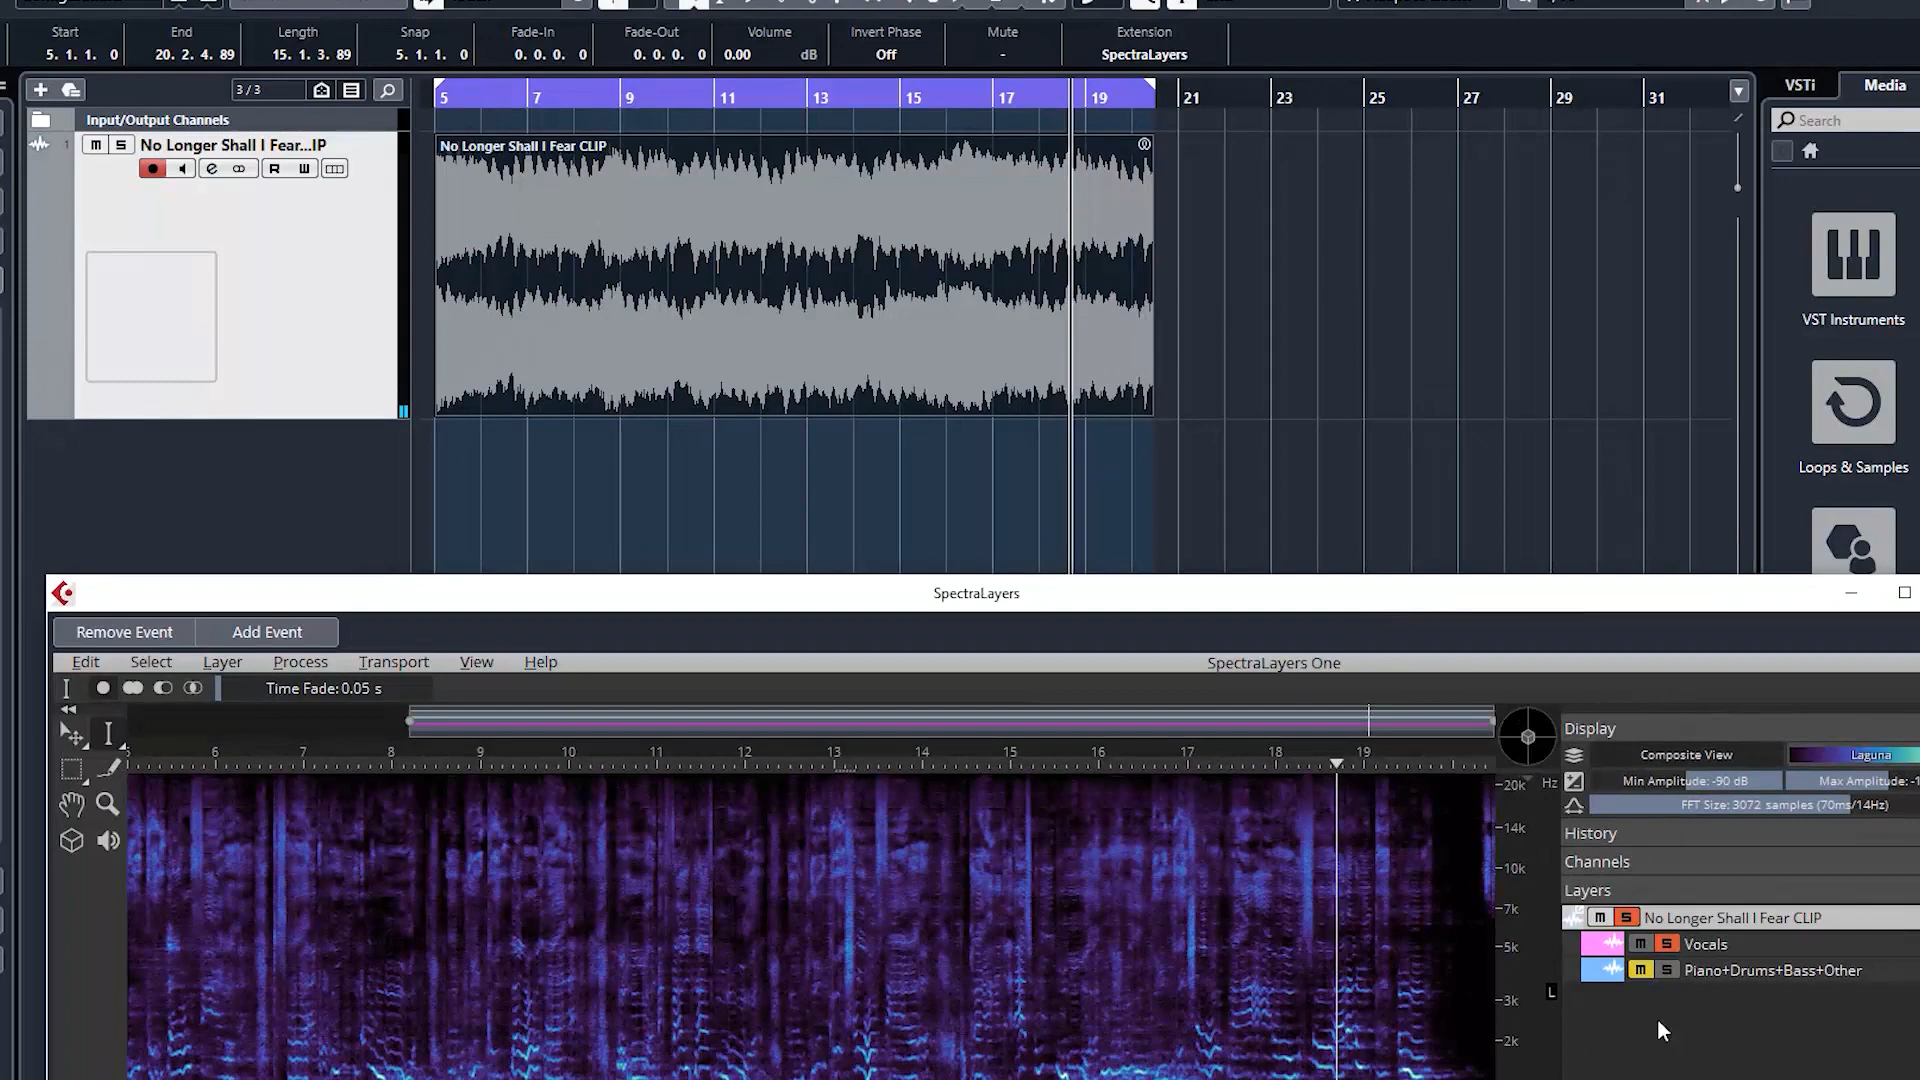 Start End Length Snap Fade-In Fade-Out Volume Invert Phase Mute Extension
5. 1. 1. 0 20. 2. 4. 89 15. 1. 3. 89 5. 1. 1. 0 0. 0. 0. 0 0. 0. 0. 0 0.00 dB Off - SpectraLayers
3 / 3
5 7 9 11 13 15 17 19 21 23 25 27 29 31
VSTi Media
Input/Output Channels
Search
1 M S No Longer Shall I Fear...IP
No Longer Shall I Fear CLIP
R W
VST Instruments
Loops & Samples
SpectraLayers
Remove Event Add Event
Edit Select Layer Process Transport View Help
SpectraLayers One
Time Fade: 0.05 s
6 7 8 9 10 11 12 13 14 15 16 17 18 19
Hz
20k
14k
10k
7k
5k
3k
2k
L
Display
Composite View Laguna
Min Amplitude: -90 dB Max Amplitude: -1
FFT Size: 3072 samples (70ms/14Hz)
History
Channels
Layers
M S No Longer Shall I Fear CLIP
M S Vocals
M S Piano+Drums+Bass+Other